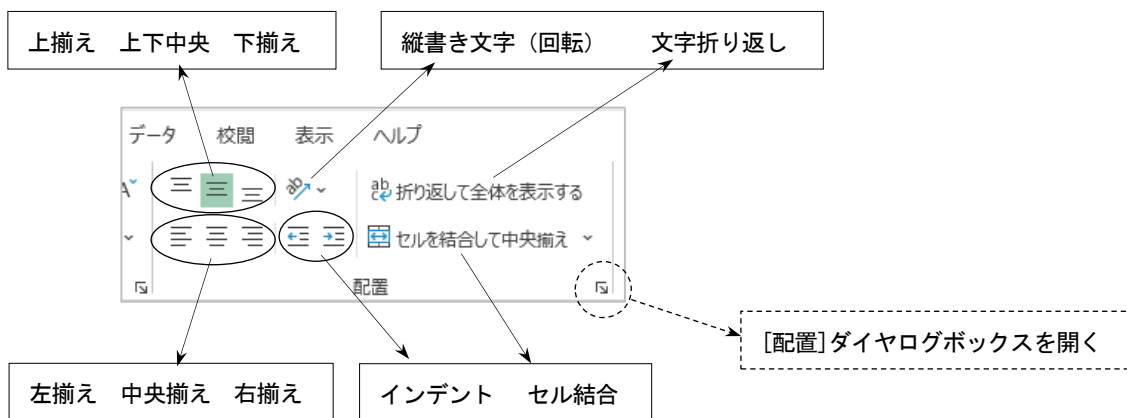 上揃え 上下中央 下揃え
縦書き文字（回転） 文字折り返し
データ 校閲 表示 ヘルプ
A ab
ab c 折り返して全体を表示する
セルを結合して中央揃え
配置
[配置]ダイヤログボックスを開く
左揃え 中央揃え 右揃え
インデント セル結合